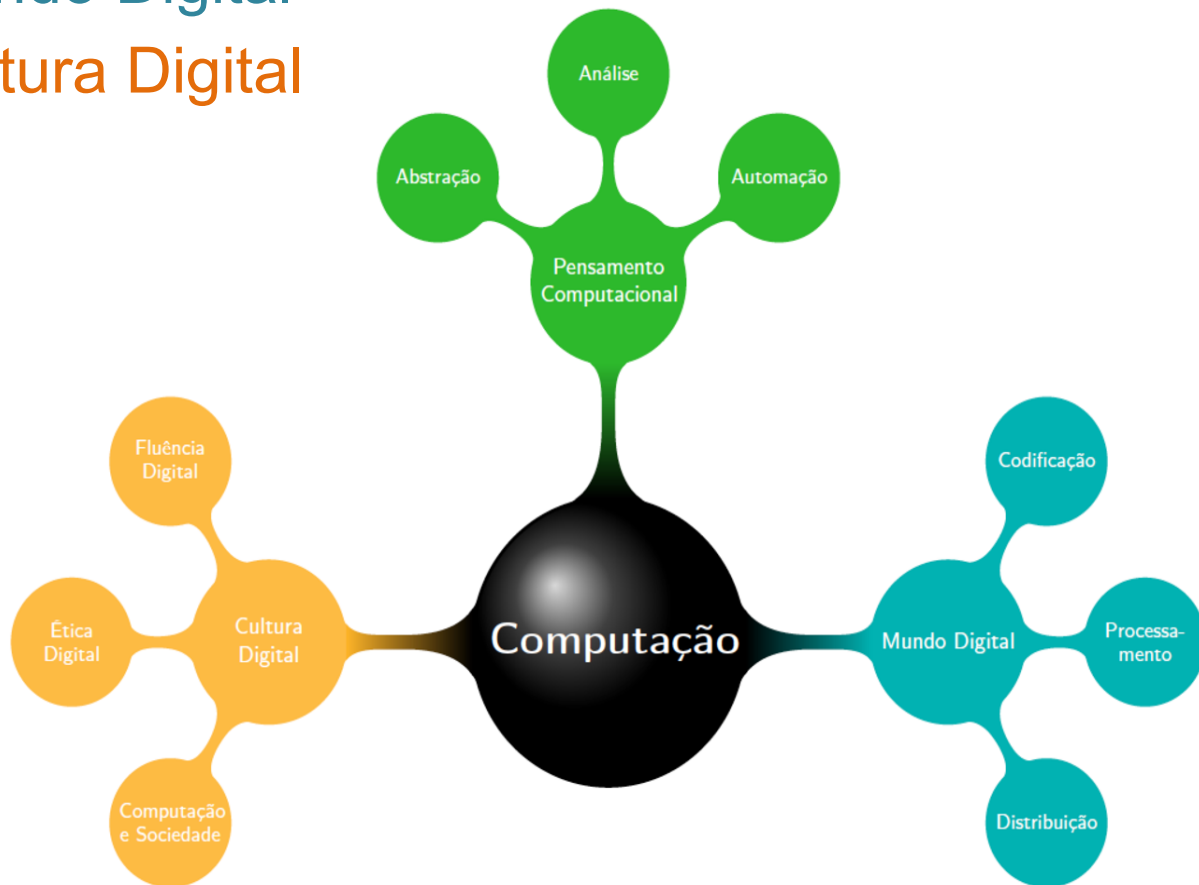 Digital
tura Digital
Análise
Abstração
Automação
Pensamento
Computacional
Fluência
Digital
Codificação
Ética
Digital
Cultura
Digital
Computação
Mundo Digital
Processa-
mento
Computação
e Sociedade
Distribuição